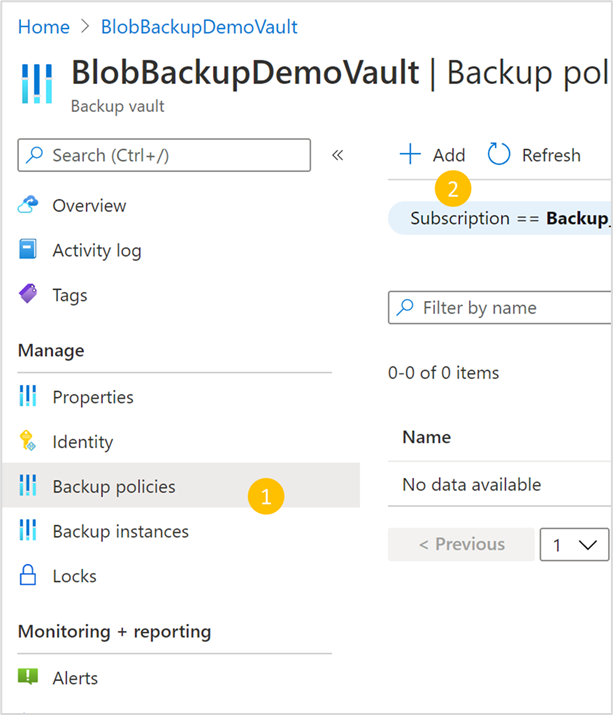 Home > BlobBackupDemoVault
BlobBackupDemoVault | Backup pol
Backup vault
Search (Ctrl+/)
«
Overview
Activity log
Tags
Manage
Properties
Identity
Backup policies
1
Backup instances
Locks
Monitoring + reporting
Alerts
+ Add
Refresh
2
Subscription == Backup_
Filter by name
0-0 of 0 items
Name
No data available
< Previous
1